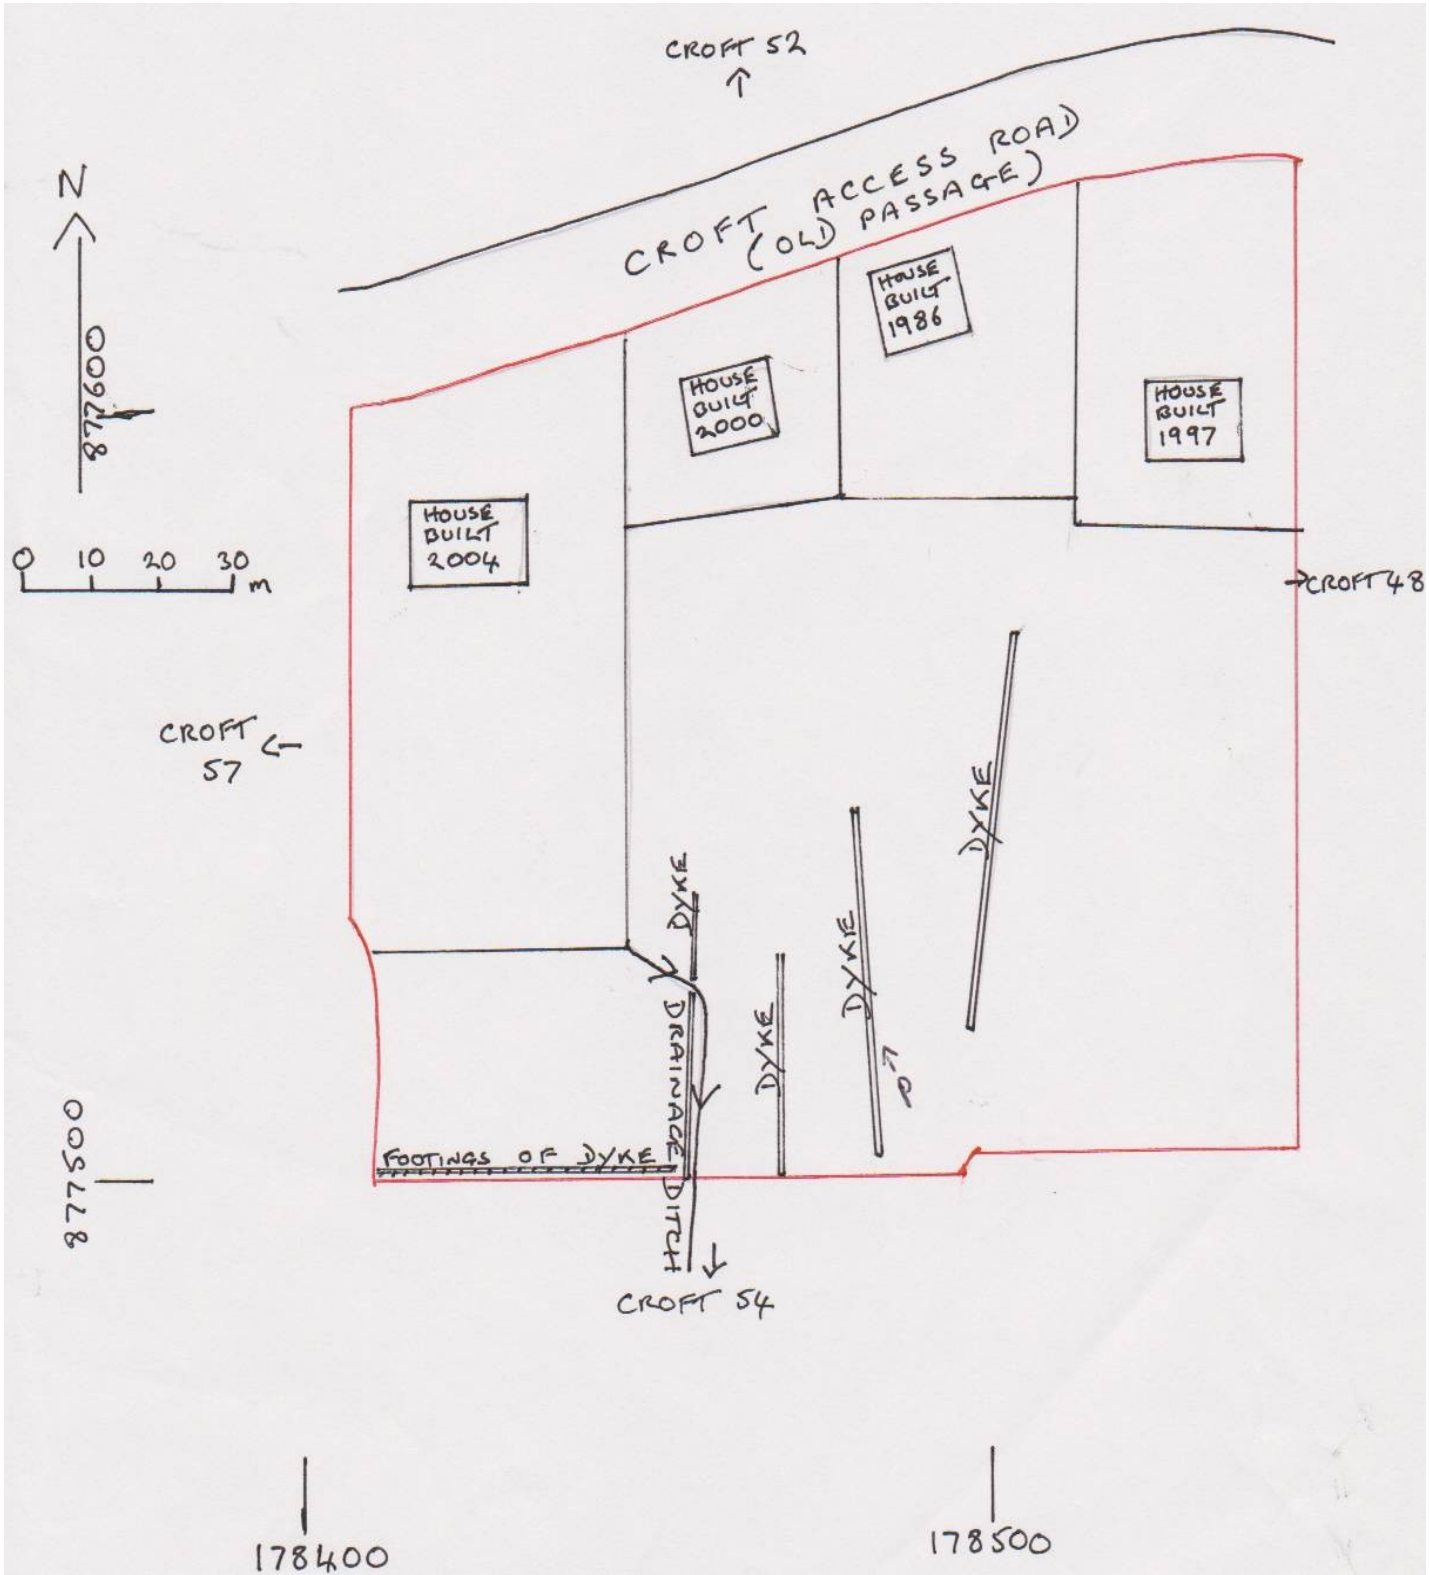 CROFT 52
N
CROFT ACCESS ROAD
(OLD PASSAGE)
HOUSE
BUILT
1986
877600
HOUSE
BUILT
2000
HOUSE
BUILT
1997
HOUSE
BUILT
2004
0 10 20 30 m
CROFT 48
CROFT
57
DYKE
DYKE
DYKE
DYKE
DRAINAGE DITCH
FOOTINGS OF DYKE
877500
CROFT 54
178400
178500